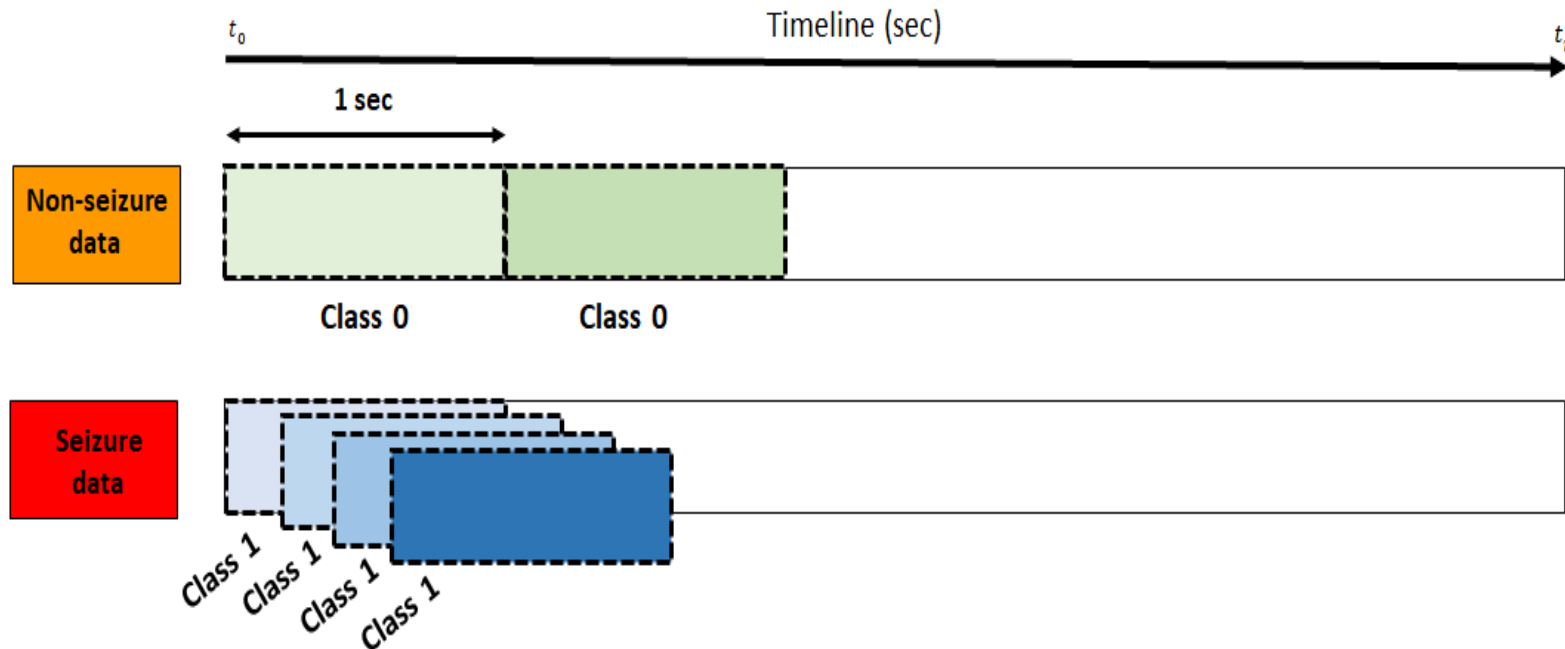 t₀
Timeline (sec)
1 sec
Non-seizure
data
Class 0
Class 0
Seizure
data
Class 1
Class 1
Class 1
Class 1